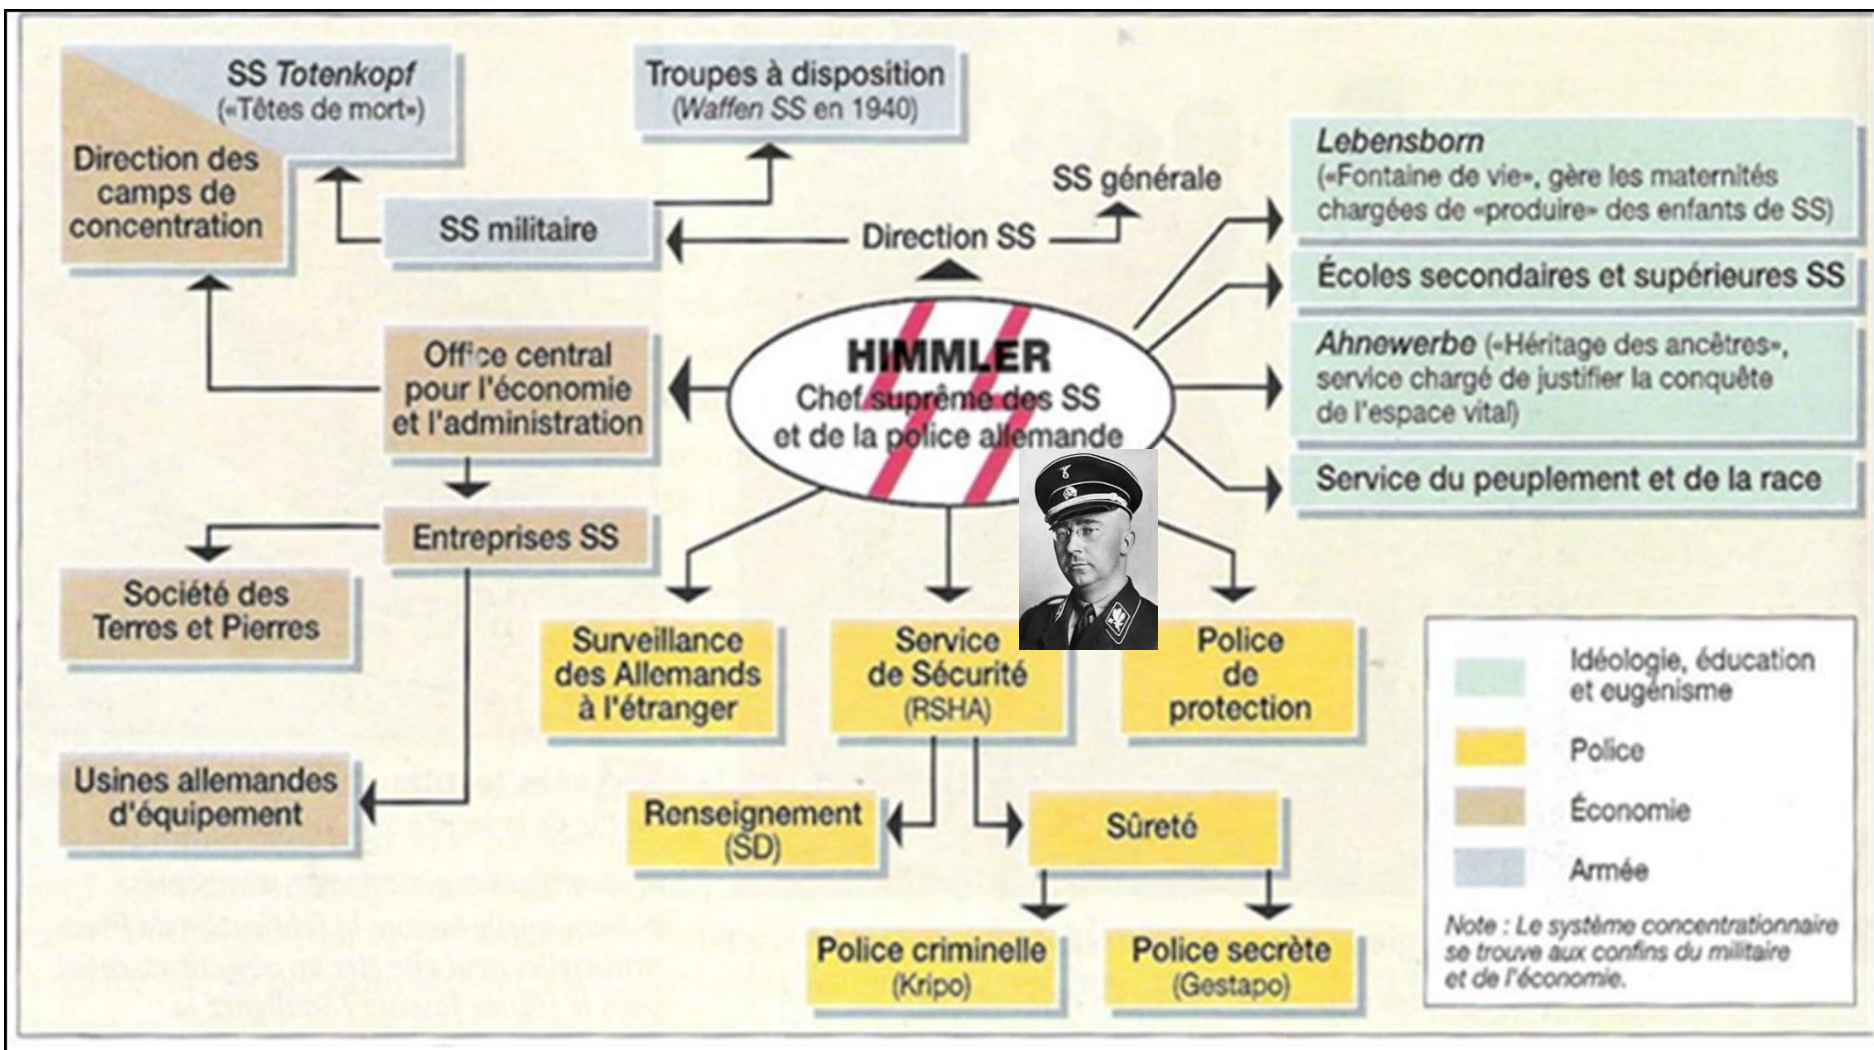 SS Totenkopf
(«Têtes de mort»)
Direction des
camps de
concentration
Troupes à disposition
(Waffen SS en 1940)
SS militaire
Direction SS
SS générale
Lebensborn
(«Fontaine de vie», gère les maternités
chargées de «produire» des enfants de SS)
Écoles secondaires et supérieures SS
Ahnewerbe («Héritage des ancêtres»,
service chargé de justifier la conquête
de l'espace vital)
Service du peuplement et de la race
HIMMLER
Chef suprême des SS
et de la police allemande
Office central
pour l'économie
et l'administration
Entreprises SS
Société des
Terres et Pierres
Usines allemandes
d'équipement
Surveillance
des Allemands
à l'étranger
Service
de Sécurité
(RSHA)
Police
de
protection
Renseignement
(SD)
Sûreté
Police criminelle
(Kripo)
Police secrète
(Gestapo)
Idéologie, éducation
et eugénisme
Police
Économie
Armée
Note : Le système concentrationnaire
se trouve aux confins du militaire
et de l'économie.